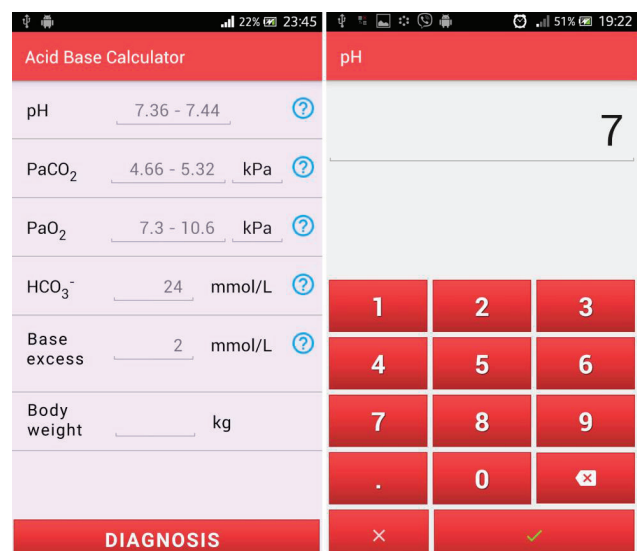 22% 23:45
Acid Base Calculator
pH 7.36 - 7.44
PaCO₂ 4.66 - 5.32 kPa
PaO₂ 7.3 - 10.6 kPa
HCO₃⁻ 24 mmol/L
Base
excess 2 mmol/L
Body
weight kg
DIAGNOSIS
51% 19:22
pH
7
1 2 3
4 5 6
7 8 9
. 0